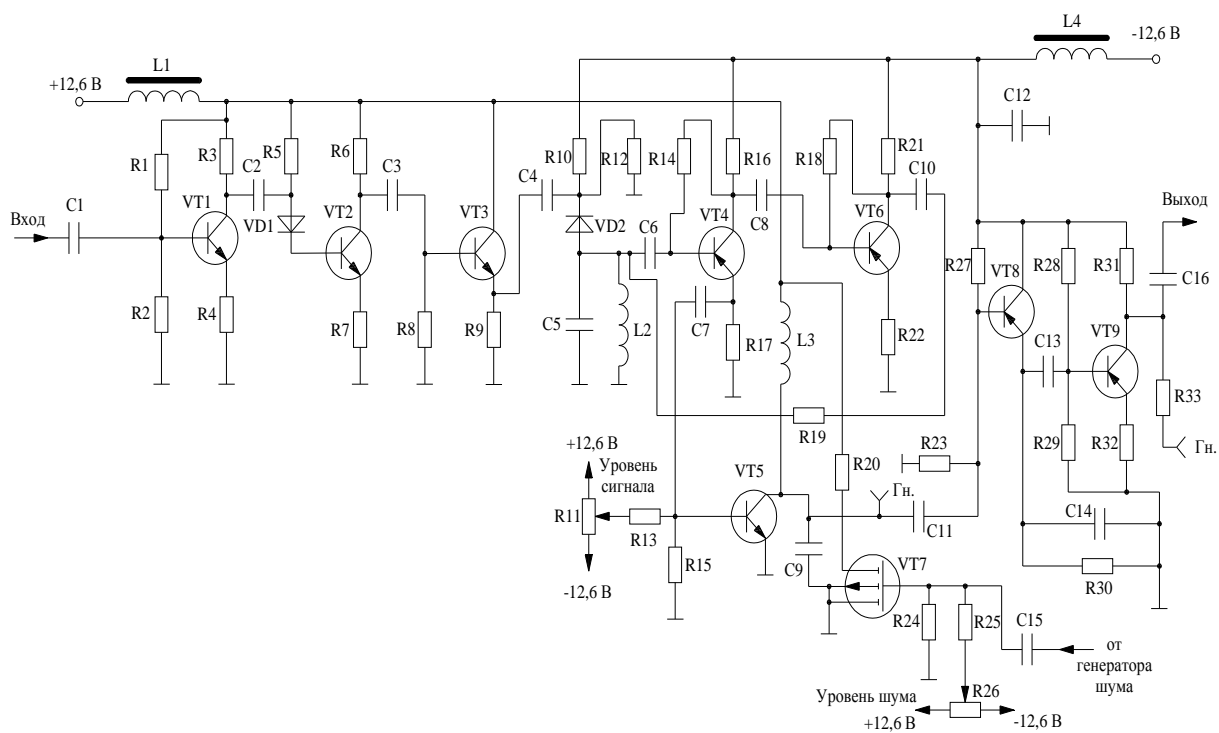 L4
-12,6 В
L1
+12,6 В
C12
R1
R3
R5
R6
R10
R12
R14
R16
R18
R21
C2
C3
C4
C10
Вход
C1
VT1
VD1
VT2
VT3
VD2
C6
VT4
C8
VT6
Выход
R27
VT8
R28
R31
C16
R2
R4
R7
R8
R9
C5
L2
C7
R17
L3
R22
C13
VT9
R33
R19
+12,6 В
Уровень
сигнала
R23
R29
R32
Гн.
VT5
R20
Гн.
R11
R13
C11
C14
-12,6 В
R15
C9
VT7
R30
R24
R25
C15
от
генератора
шума
Уровень шума
R26
+12,6 В
-12,6 В